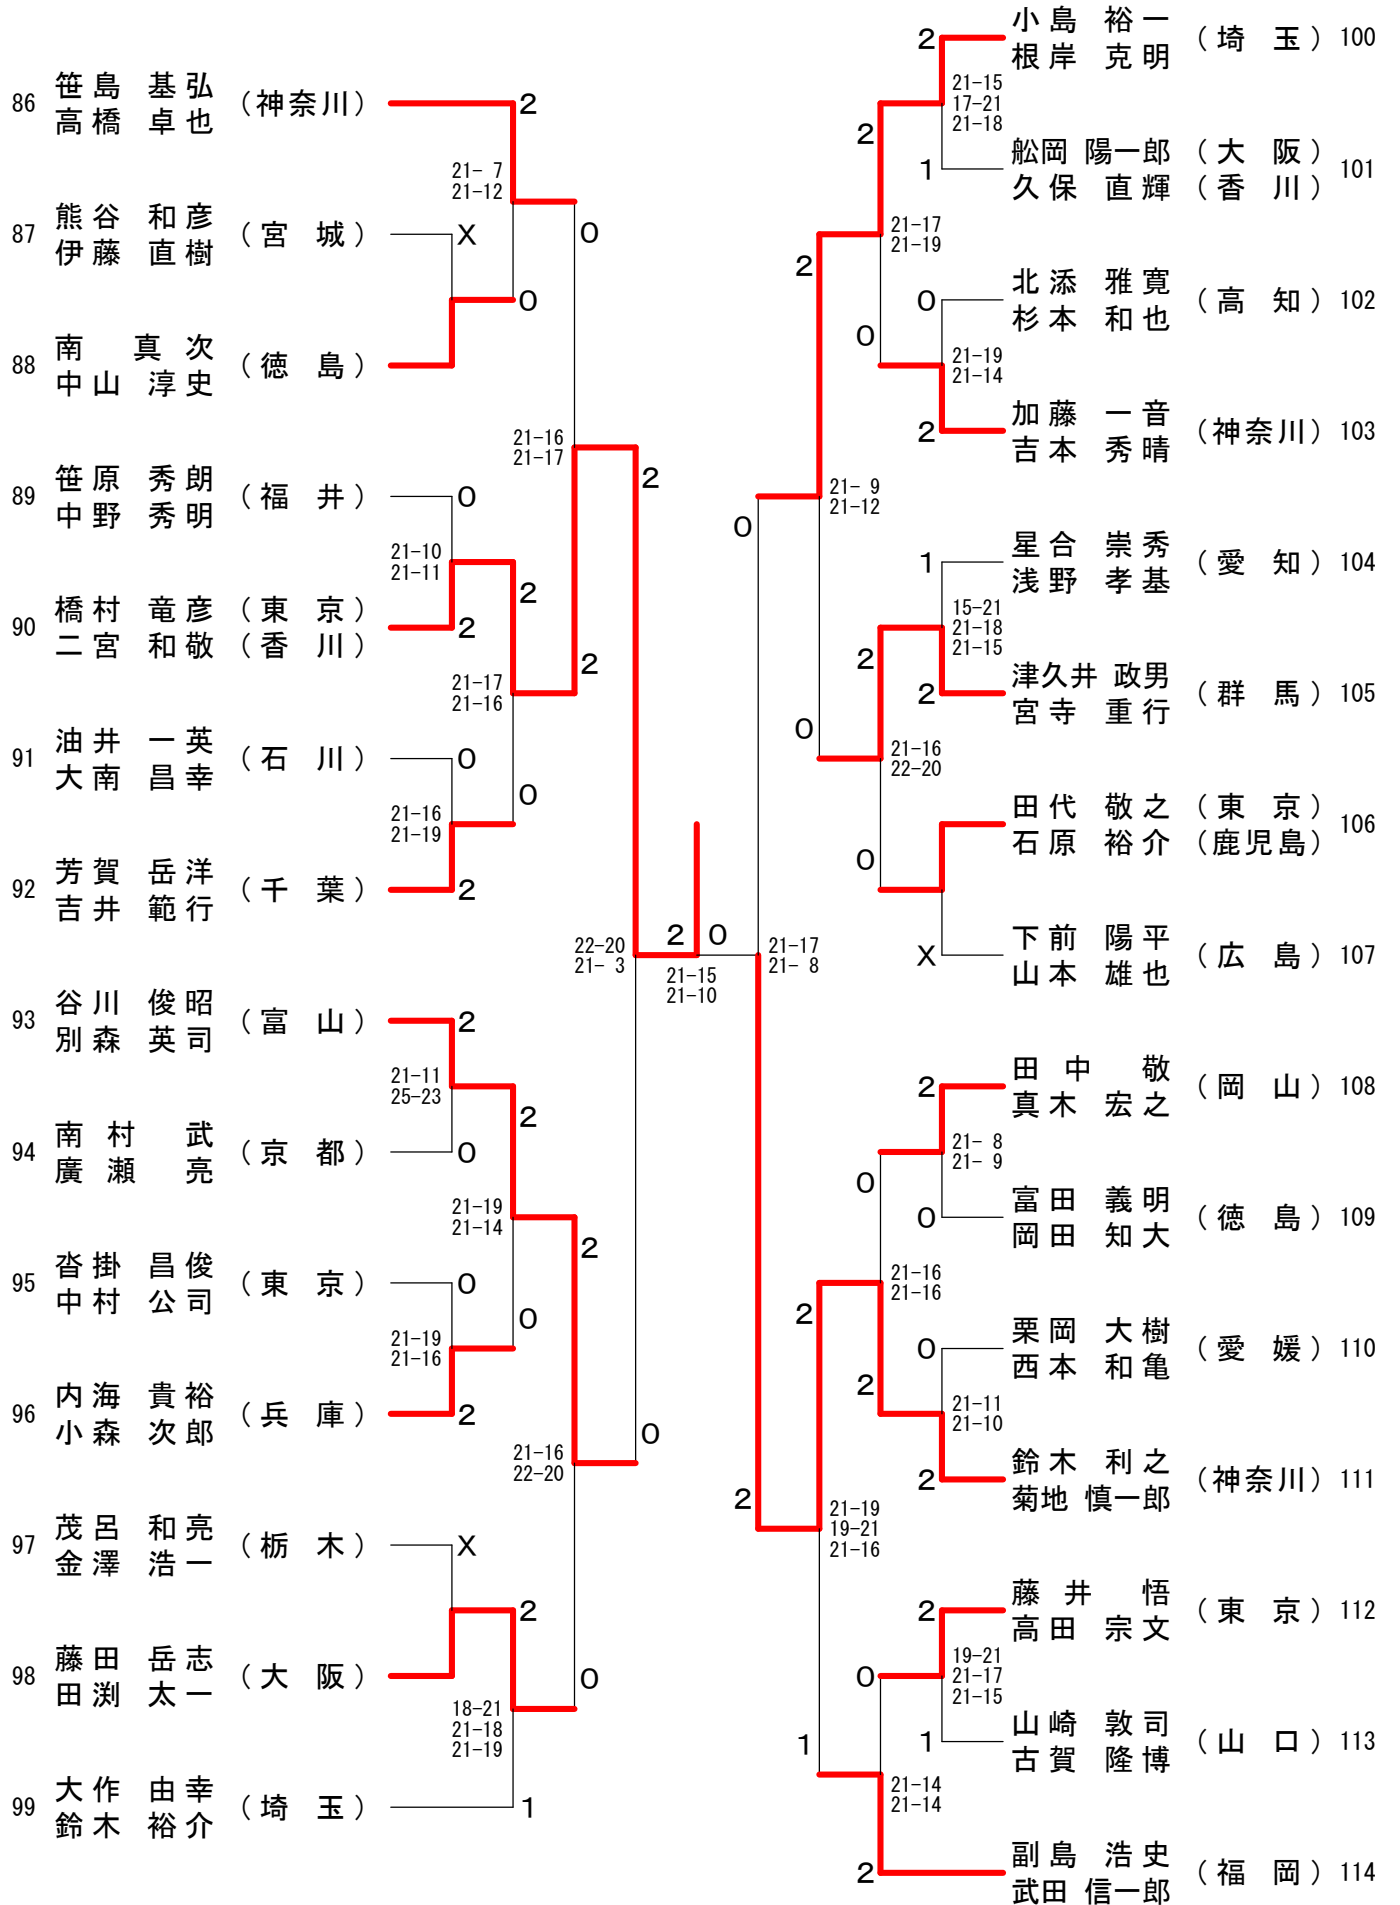 86 笹島 基弘 高橋 卓也 (神奈川) 2
21- 7
21-12
87 熊谷 和彦 伊藤 直樹 (宮 城) X
0
0
88 南 真次 中山 淳史 (徳 島)
21-16
21-17
2
89 笹原 秀朗 中野 秀明 (福 井) 0
21-10
21-11
2
90 橋村 竜彦 (東 京) 二宮 和敬 (香 川) 2
2
21-17
21-16
91 油井 一英 大南 昌幸 (石 川) 0
0
21-16
21-19
92 芳賀 岳洋 吉井 範行 (千 葉) 2
22-20
21- 3
2 0
21-15
21-10
93 谷川 俊昭 別森 英司 (富 山) 2
21-11
25-23
2
94 南村 武 廣瀬 亮 (京 都) 0
21-19
21-14
2
95 沓掛 昌俊 中村 公司 (東 京) 0
0
21-19
21-16
96 内海 貴裕 小森 次郎 (兵 庫) 2
0
21-16
22-20
97 茂呂 和亮 金澤 浩一 (栃 木) X
2
98 藤田 岳志 田渕 太一 (大 阪)
0
18-21
21-18
21-19
99 大作 由幸 鈴木 裕介 (埼 玉) 1
2 小島 裕一 根岸 克明 (埼 玉) 100
21-15
17-21
21-18
2
1 舩岡 陽一郎 (大 阪) 久保 直輝 (香 川) 101
21-17
21-19
2
0 北添 雅寛 杉本 和也 (高 知) 102
0
21-19
21-14
2 加藤 一音 吉本 秀晴 (神奈川) 103
21- 9
21-12
0
1 星合 崇秀 浅野 孝基 (愛 知) 104
15-21
21-18
21-15
2
2 津久井 政男 宮寺 重行 (群 馬) 105
0
21-16
22-20
田代 敬之 (東 京) 石原 裕介 (鹿児島) 106
0
X 下前 陽平 山本 雄也 (広 島) 107
21-17
21- 8
2 田中 敬 真木 宏之 (岡 山) 108
21- 8
21- 9
0
0 富田 義明 岡田 知大 (徳 島) 109
21-16
21-16
2
0 栗岡 大樹 西本 和亀 (愛 媛) 110
2
21-11
21-10
2 鈴木 利之 菊地 慎一郎 (神奈川) 111
2
21-19
19-21
21-16
2 藤井 悟 高田 宗文 (東 京) 112
0
19-21
21-17
21-15
1 山崎 敦司 古賀 隆博 (山 口) 113
1
21-14
21-14
2 副島 浩史 武田 信一郎 (福 岡) 114